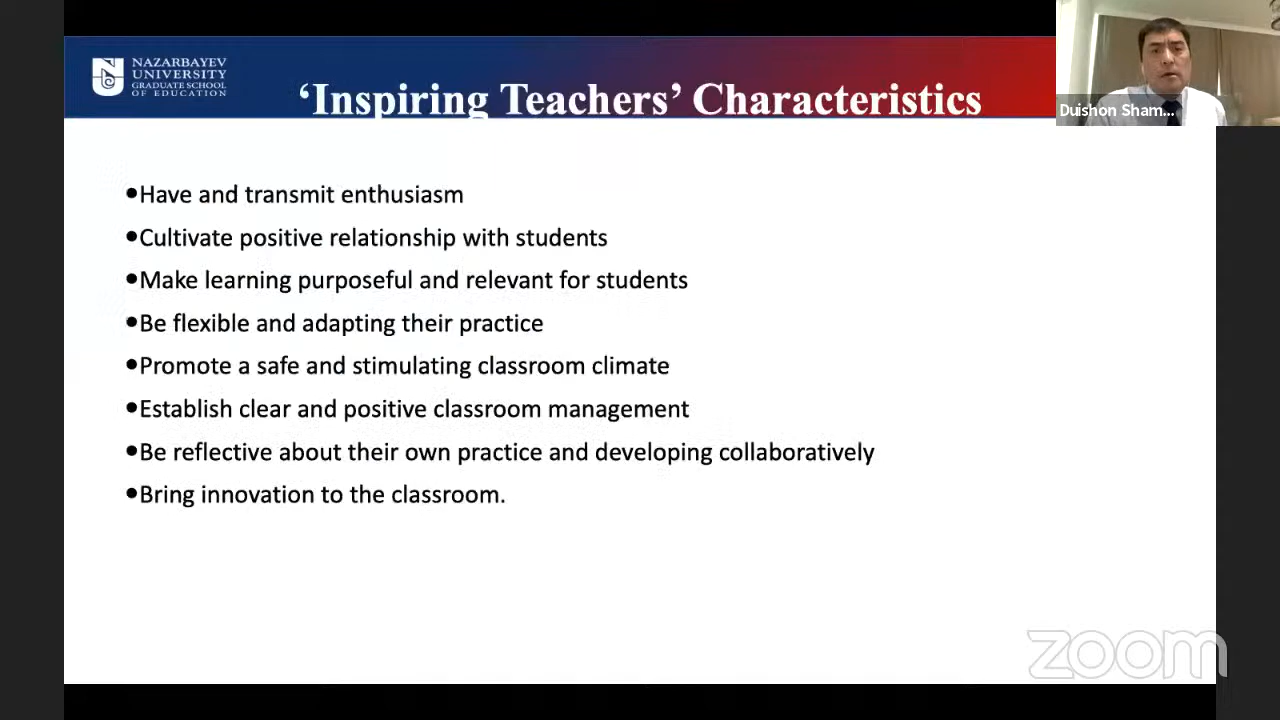 NAZARBAYEV
UNIVERSITY
GRADUATE SCHOOL
OF EDUCATION
‘Inspiring Teachers’ Characteristics
Duishon Sham...
•Have and transmit enthusiasm
•Cultivate positive relationship with students
•Make learning purposeful and relevant for students
•Be flexible and adapting their practice
•Promote a safe and stimulating classroom climate
•Establish clear and positive classroom management
•Be reflective about their own practice and developing collaboratively
•Bring innovation to the classroom.
zoom